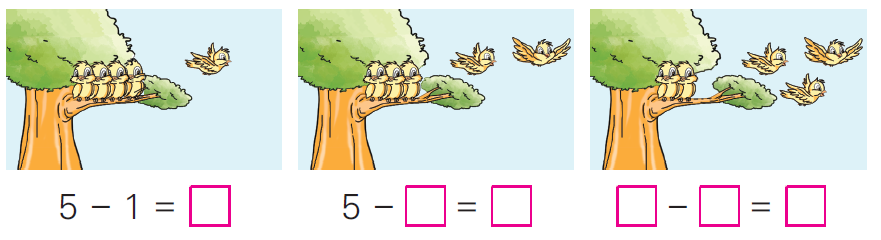 5 − 1 = □
5 − □ = □
□ − □ = □